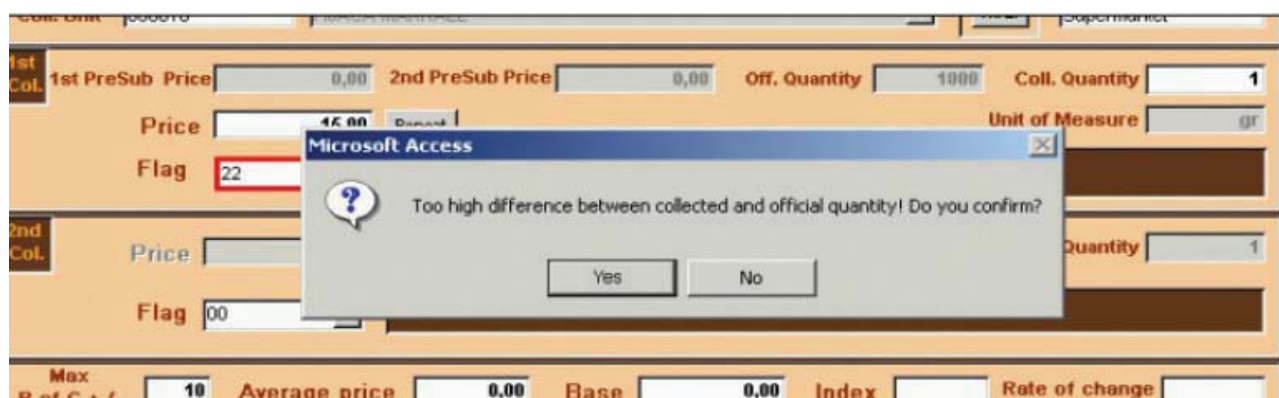 1st
Col. 1st PreSub Price 0,00 2nd PreSub Price 0,00 Off. Quantity 1000 Coll. Quantity 1
Price Repeat Unit of Measure gr
Flag 22
Microsoft Access
Too high difference between collected and official quantity! Do you confirm?
Yes No
2nd
Col. Price Quantity 1
Flag 00
Max
10 Average price 0,00 Base 0,00 Index Rate of change